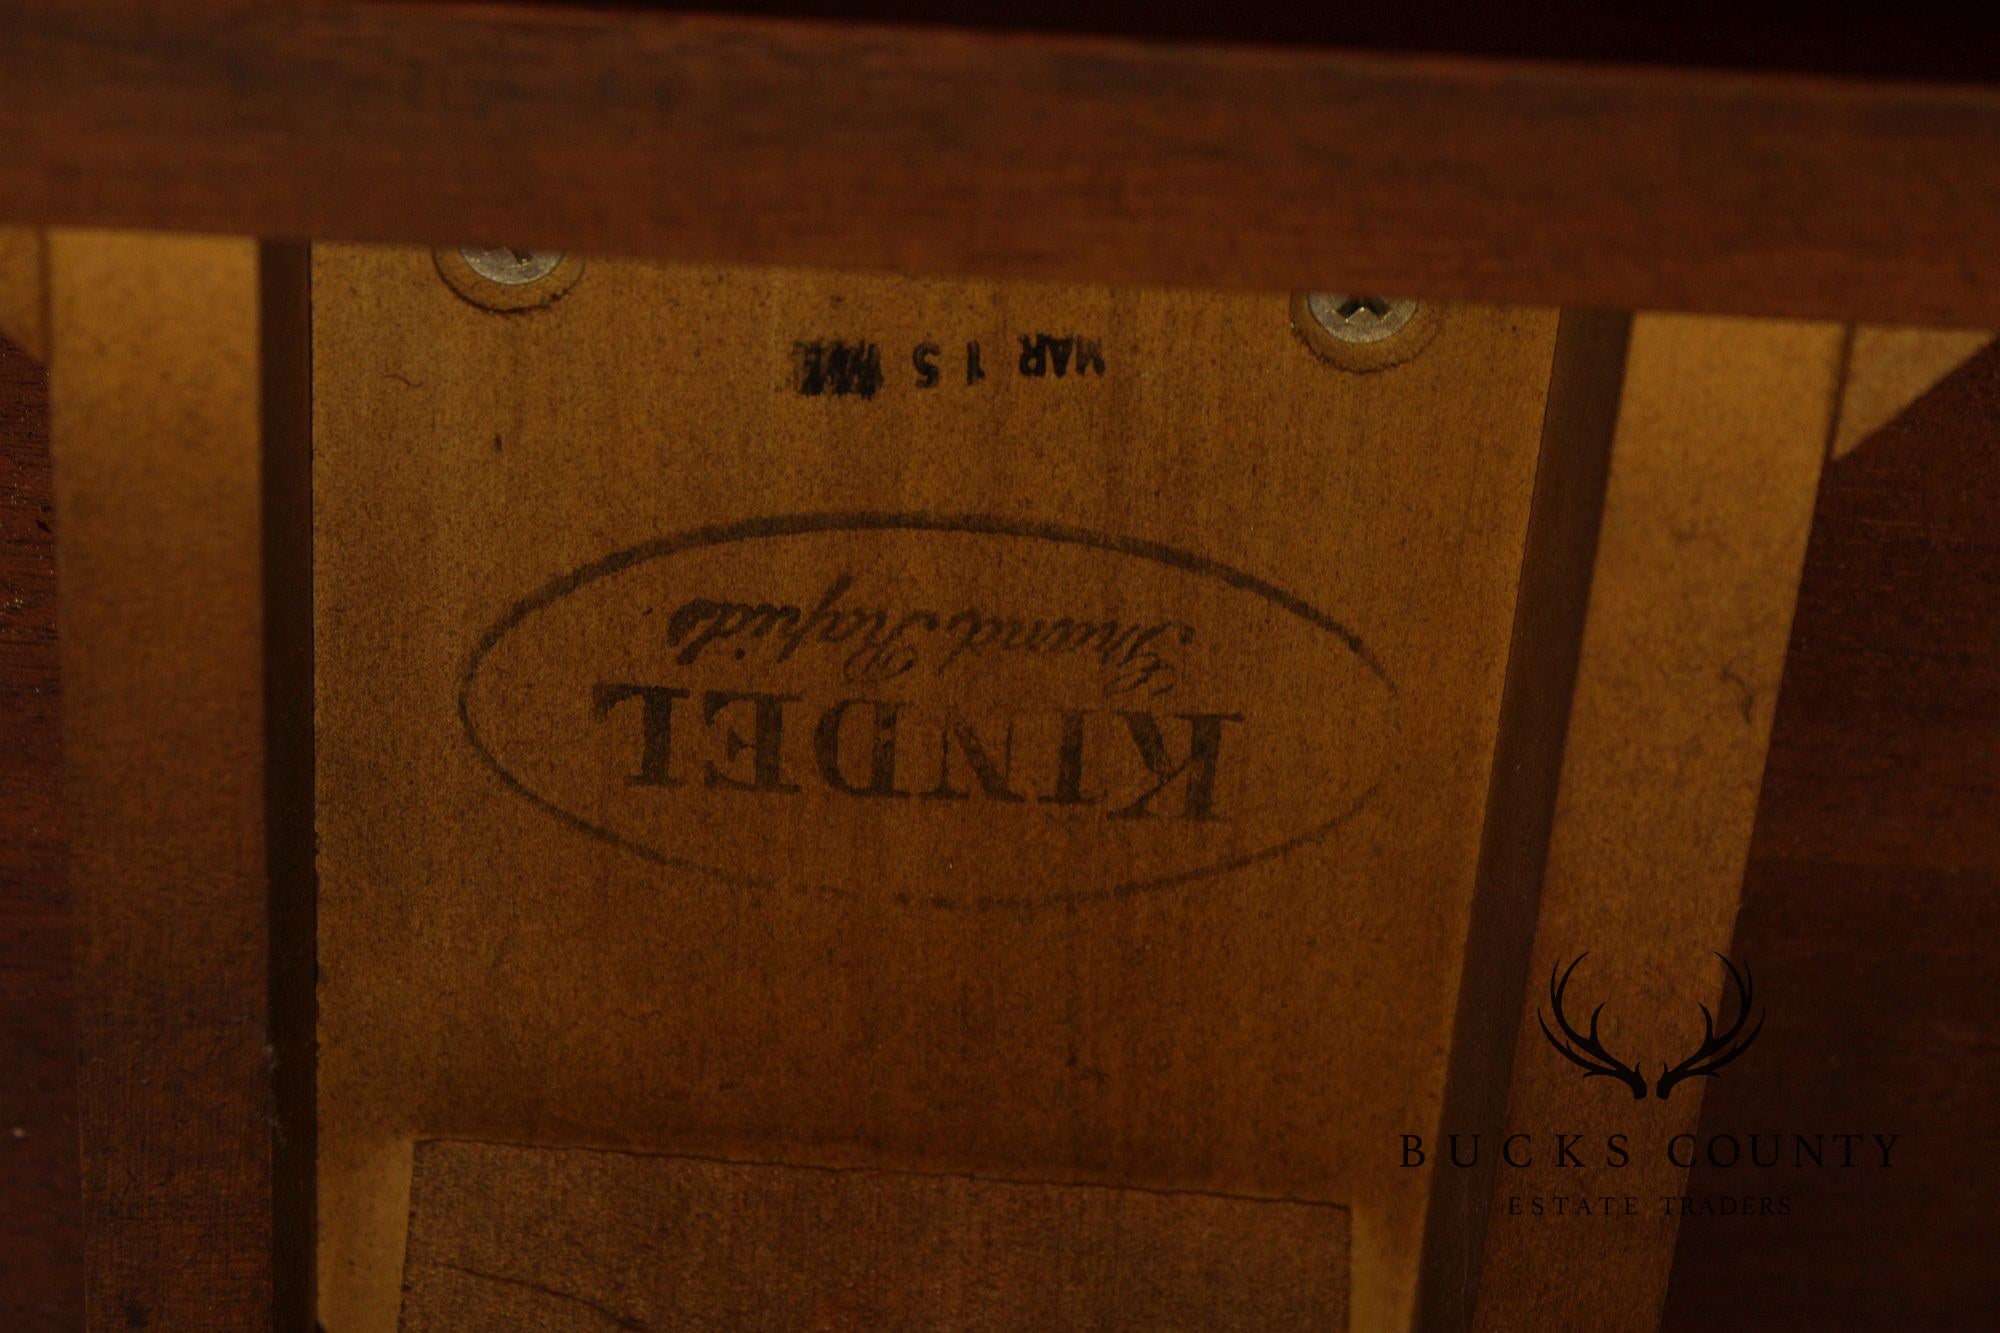 KINDEL
Grand Rapids
MAR 15
BUCKS COUNTY
ESTATE TRADERS